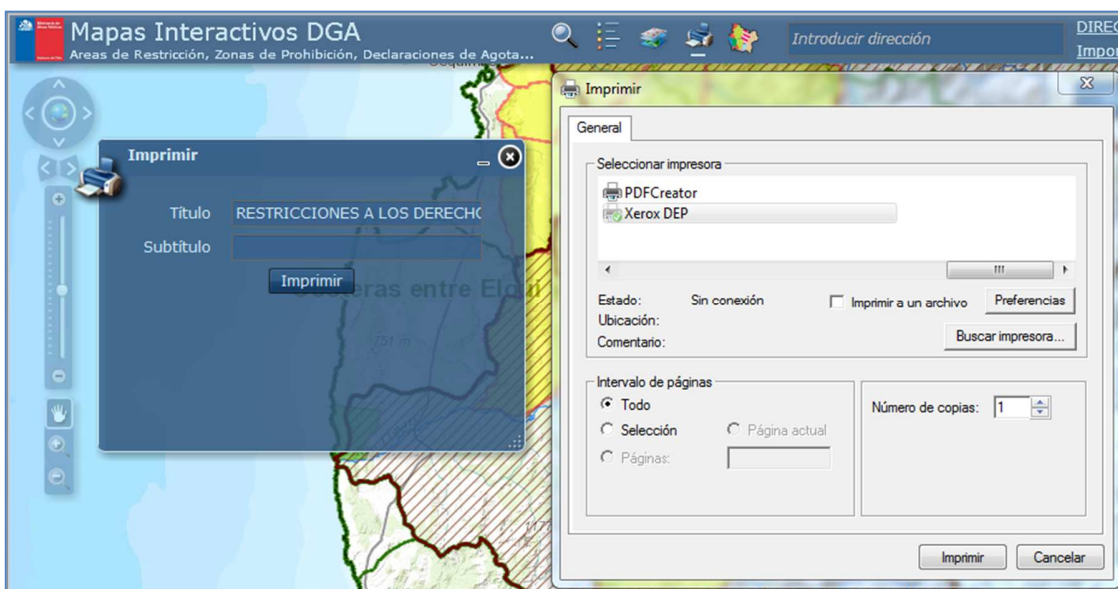 Mapas Interactivos DGA
Areas de Restricción, Zonas de Prohibición, Declaraciones de Agota...
Introducir dirección
DIREC
Impor
Imprimir
Título RESTRICCIONES A LOS DERECHO
Subtítulo
Imprimir
Costeras entre Elqui
751 m
Imprimir
General
Seleccionar impresora
PDFCreator
Xerox DEP
Estado: Sin conexión
Imprimir a un archivo
Preferencias
Ubicación:
Comentario:
Buscar impresora...
Intervalo de páginas
Todo
Selección
Página actual
Páginas:
Número de copias: 1
Imprimir
Cancelar